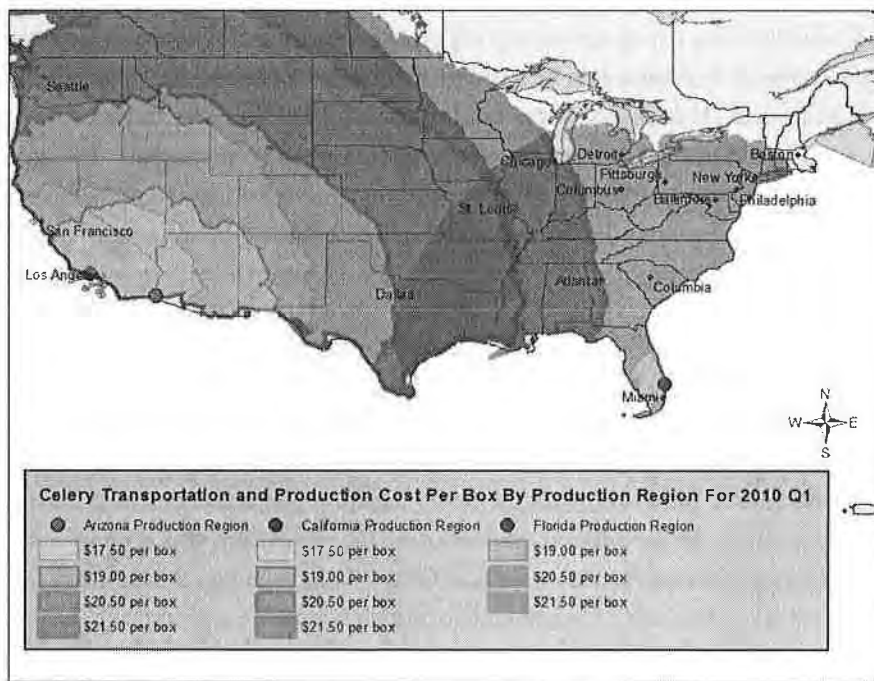 Seattle
Chicago
Detroit
Boston
Pittsburgh
New York
Columbus
Baltimore
Philadelphia
St. Louis
San Francisco
Los Angeles
Dallas
Atlanta
Columbia
Miami
N
W E
S
Celery Transportation and Production Cost Per Box By Production Region For 2010 Q1
Arizona Production Region California Production Region Florida Production Region
$17.50 per box $17.50 per box $19.00 per box
$19.00 per box $19.00 per box $20.50 per box
$20.50 per box $20.50 per box $21.50 per box
$21.50 per box $21.50 per box